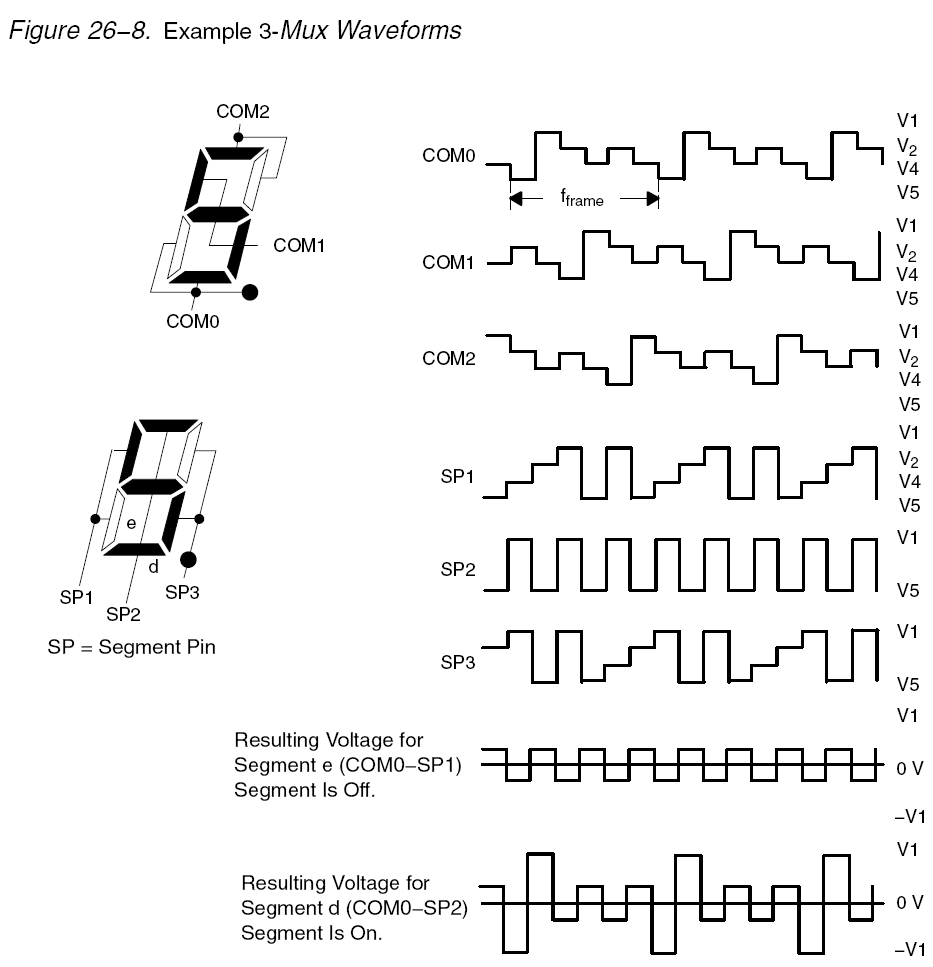 Figure 26–8. Example 3-Mux Waveforms
COM2
COM1
COM0
e
d
SP1
SP2
SP3
SP = Segment Pin
COM0
V1
V2
V4
V5
fframe
COM1
V1
V2
V4
V5
COM2
V1
V2
V4
V5
SP1
V1
V2
V4
V5
SP2
V1
V5
SP3
V1
V5
Resulting Voltage for
Segment e (COM0–SP1)
Segment Is Off.
V1
0 V
–V1
Resulting Voltage for
Segment d (COM0–SP2)
Segment Is On.
V1
0 V
–V1